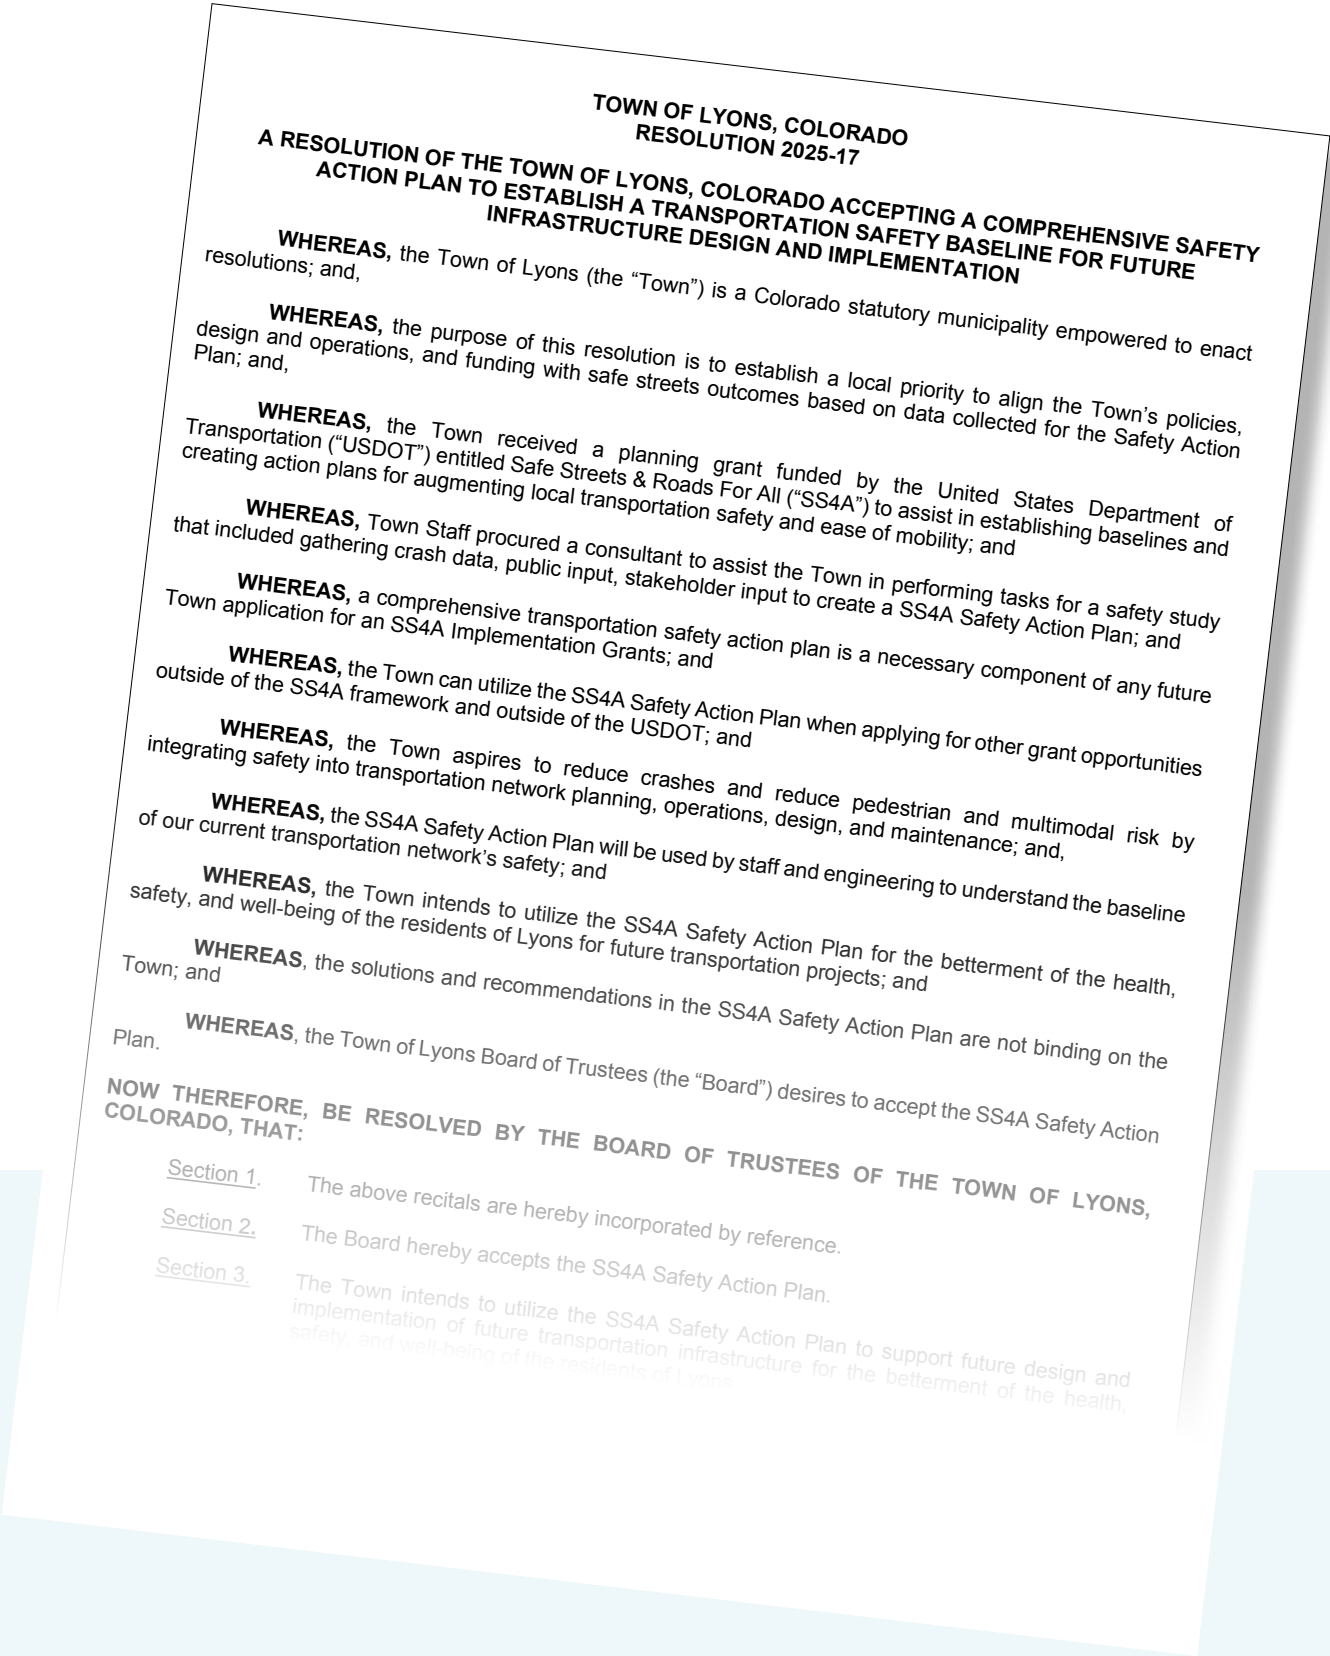 TOWN OF LYONS, COLORADO
RESOLUTION 2025-17
A RESOLUTION OF THE TOWN OF LYONS, COLORADO ACCEPTING A COMPREHENSIVE SAFETY
ACTION PLAN TO ESTABLISH A TRANSPORTATION SAFETY BASELINE FOR FUTURE
INFRASTRUCTURE DESIGN AND IMPLEMENTATION
WHEREAS, the Town of Lyons (the “Town”) is a Colorado statutory municipality empowered to enact
resolutions; and,
WHEREAS, the purpose of this resolution is to establish a local priority to align the Town’s policies,
design and operations, and funding with safe streets outcomes based on data collected for the Safety Action
Plan; and,
WHEREAS, the Town received a planning grant funded by the United States Department of
Transportation (“USDOT”) entitled Safe Streets & Roads For All (“SS4A”) to assist in establishing baselines and
creating action plans for augmenting local transportation safety and ease of mobility; and
WHEREAS, Town Staff procured a consultant to assist the Town in performing tasks for a safety study
that included gathering crash data, public input, stakeholder input to create a SS4A Safety Action Plan; and
WHEREAS, a comprehensive transportation safety action plan is a necessary component of any future
Town application for an SS4A Implementation Grants; and
WHEREAS, the Town can utilize the SS4A Safety Action Plan when applying for other grant opportunities
outside of the SS4A framework and outside of the USDOT; and
WHEREAS, the Town aspires to reduce crashes and reduce pedestrian and multimodal risk by
integrating safety into transportation network planning, operations, design, and maintenance; and,
WHEREAS, the SS4A Safety Action Plan will be used by staff and engineering to understand the baseline
of our current transportation network’s safety; and
WHEREAS, the Town intends to utilize the SS4A Safety Action Plan for the betterment of the health,
safety, and well-being of the residents of Lyons for future transportation projects; and
WHEREAS, the solutions and recommendations in the SS4A Safety Action Plan are not binding on the
Town; and
WHEREAS, the Town of Lyons Board of Trustees (the “Board”) desires to accept the SS4A Safety Action
Plan.
NOW THEREFORE, BE RESOLVED BY THE BOARD OF TRUSTEES OF THE TOWN OF LYONS,
COLORADO, THAT:
Section 1. The above recitals are hereby incorporated by reference.
Section 2. The Board hereby accepts the SS4A Safety Action Plan.
Section 3. The Town intends to utilize the SS4A Safety Action Plan to support future design and
implementation of future transportation infrastructure for the betterment of the health,
safety, and well-being of the residents of Lyons